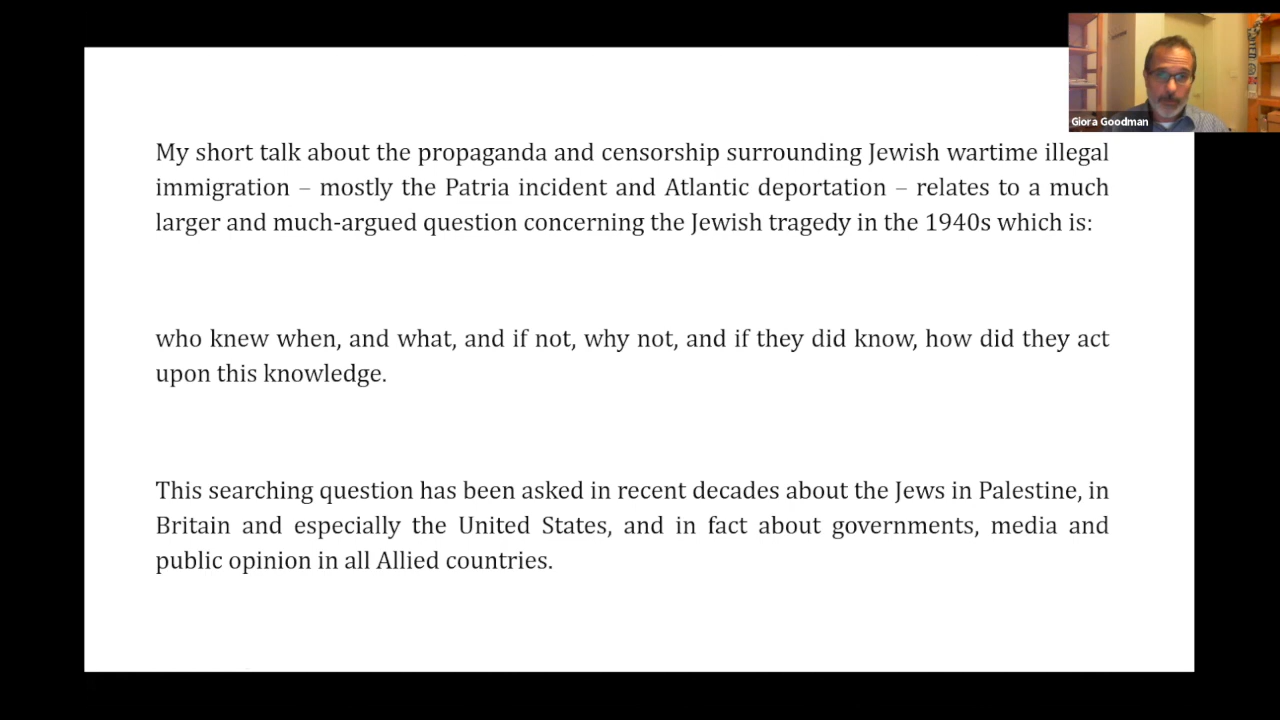 Giora Goodman
My short talk about the propaganda and censorship surrounding Jewish wartime illegal
immigration – mostly the Patria incident and Atlantic deportation – relates to a much
larger and much-argued question concerning the Jewish tragedy in the 1940s which is:
who knew when, and what, and if not, why not, and if they did know, how did they act
upon this knowledge.
This searching question has been asked in recent decades about the Jews in Palestine, in
Britain and especially the United States, and in fact about governments, media and
public opinion in all Allied countries.